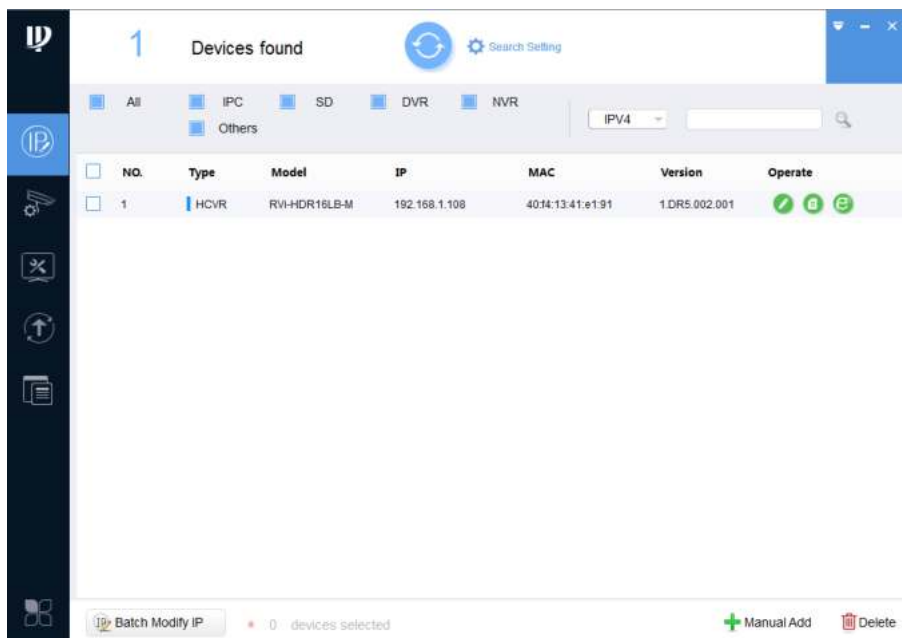 1 Devices found Search Setting
All IPC SD DVR NVR
Others
IPV4
NO. Type Model IP MAC Version Operate
1 HCVR RVi-HDR16LB-M 192.168.1.108 40:f4:13:41:e1:91 1.DR5.002.001
Batch Modify IP * 0 devices selected Manual Add Delete